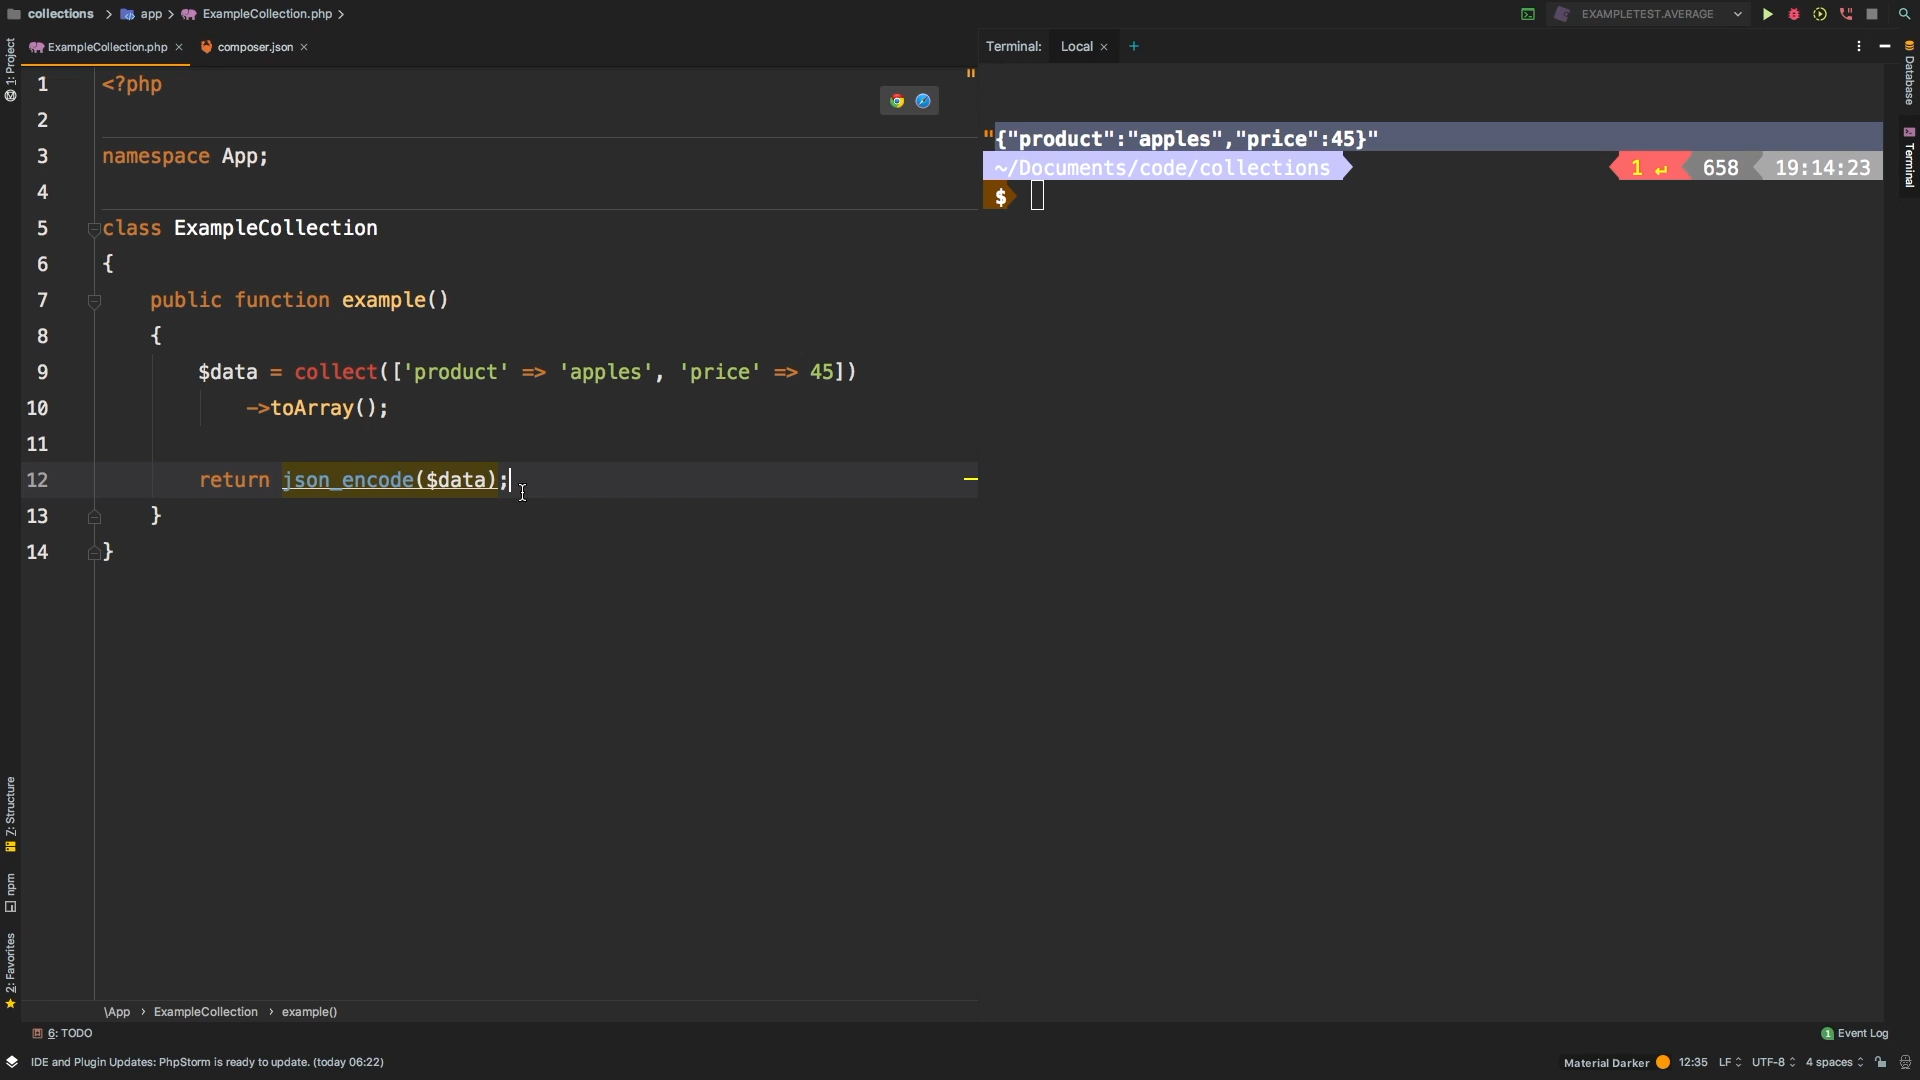 collections > app > ExampleCollection.php >
EXAMPLETEST.AVERAGE
ExampleCollection.php × composer.json ×
Terminal: Local × +
1: Project
Database
Terminal
1 <?php
2
3 namespace App;
4
5 class ExampleCollection
6 {
7 public function example()
8 {
9 $data = collect(['product' => 'apples', 'price' => 45])
10 ->toArray();
11
12 return json_encode($data);
13 }
14 }
"{"product":"apples","price":45}"
~/Documents/code/collections 1 ↵ 658 19:14:23
$
Z: Structure
npm
2: Favorites
\App > ExampleCollection > example()
6: TODO
1 Event Log
IDE and Plugin Updates: PhpStorm is ready to update. (today 06:22)
Material Darker 12:35 LF UTF-8 4 spaces